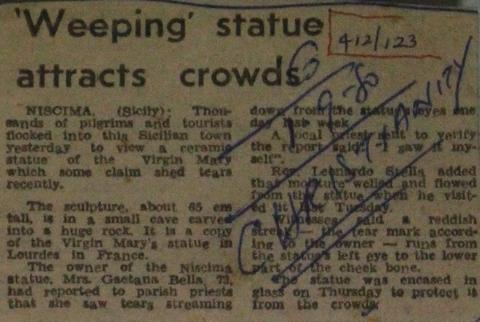 'Weeping' statue
attracts crowds
412/123
6
CHRISTIANITY
NISCIMA, (Sicily): Thou-
sands of pilgrims and tourists
flocked into this Sicilian town
yesterday to view a ceramic
statue of the Virgin Mary
which some claim shed tears
recently.
The sculpture, about 65 cm
tall, is in a small cave carved
into a huge rock. It is a copy
of the Virgin Mary's statue in
Lourdes in France.
The owner of the Niscima
statue, Mrs. Gaetana Bella, 73,
had reported to parish priests
that she saw tears streaming
down from the statue's eyes one
day last week.
A local priest sent to verify
the report said: "I saw it my-
self".
Rev. Leonardo Stella added
that moisture welled and flowed
from the statue when he visit-
ed it Tuesday.
Witnesses said a reddish
streak — the tear mark accord-
ing to the owner — runs from
the statue's left eye to the lower
part of the cheek bone.
The statue was encased in
glass on Thursday to protect it
from the crowds.